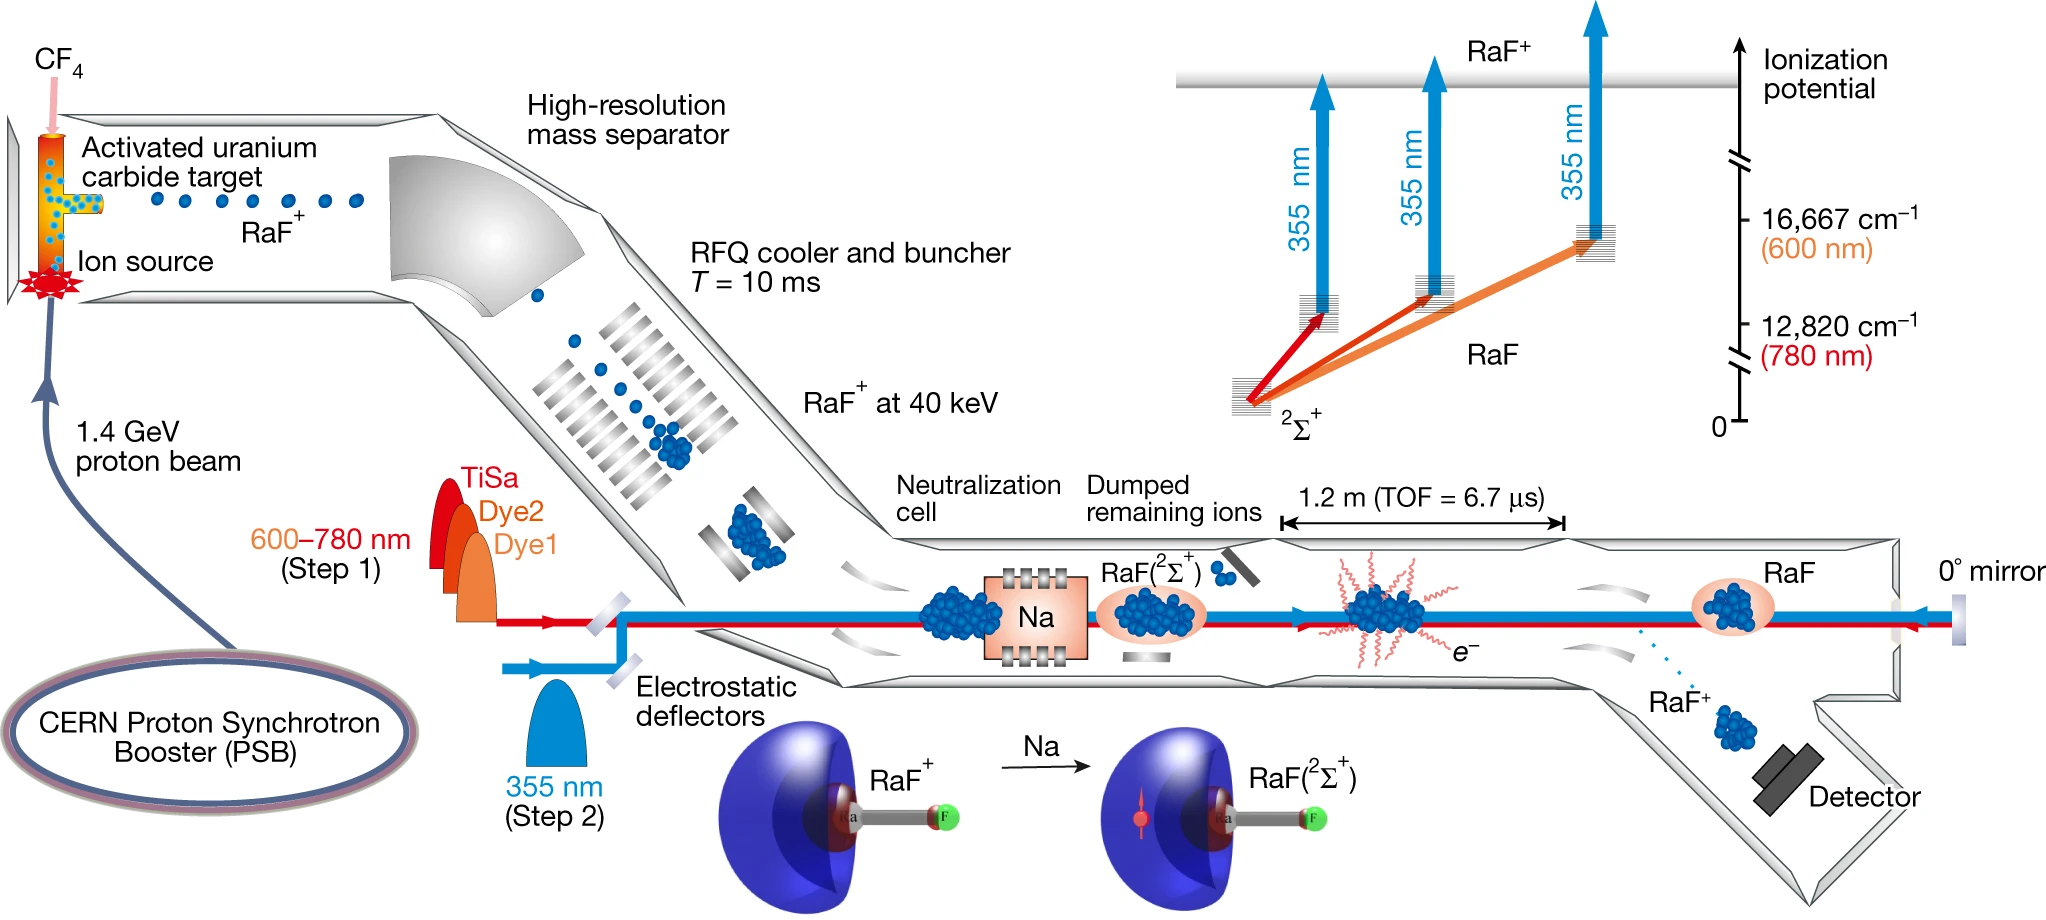 CF₄
Activated uranium
carbide target
RaF⁺
Ion source
1.4 GeV
proton beam
CERN Proton Synchrotron
Booster (PSB)
High-resolution
mass separator
RFQ cooler and buncher
T = 10 ms
RaF⁺ at 40 keV
TiSa
Dye2
Dye1
600–780 nm
(Step 1)
355 nm
(Step 2)
Electrostatic
deflectors
Neutralization
cell
Na
Dumped
remaining ions
RaF(²Σ⁺)
1.2 m (TOF = 6.7 μs)
e⁻
RaF
0° mirror
RaF⁺
Detector
RaF⁺
Ra
F
Na
RaF(²Σ⁺)
Ra
F
RaF⁺
Ionization
potential
355 nm
355 nm
355 nm
16,667 cm⁻¹
(600 nm)
12,820 cm⁻¹
(780 nm)
RaF
²Σ⁺
0